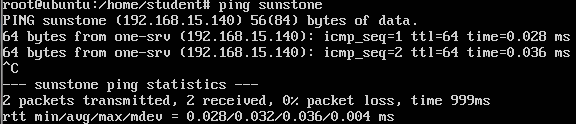 root@ubuntu:/home/student# ping sunstone
PING sunstone (192.168.15.140) 56(84) bytes of data.
64 bytes from one-srv (192.168.15.140): icmp_seq=1 ttl=64 time=0.028 ms
64 bytes from one-srv (192.168.15.140): icmp_seq=2 ttl=64 time=0.036 ms
^C
--- sunstone ping statistics ---
2 packets transmitted, 2 received, 0% packet loss, time 999ms
rtt min/avg/max/mdev = 0.028/0.032/0.036/0.004 ms